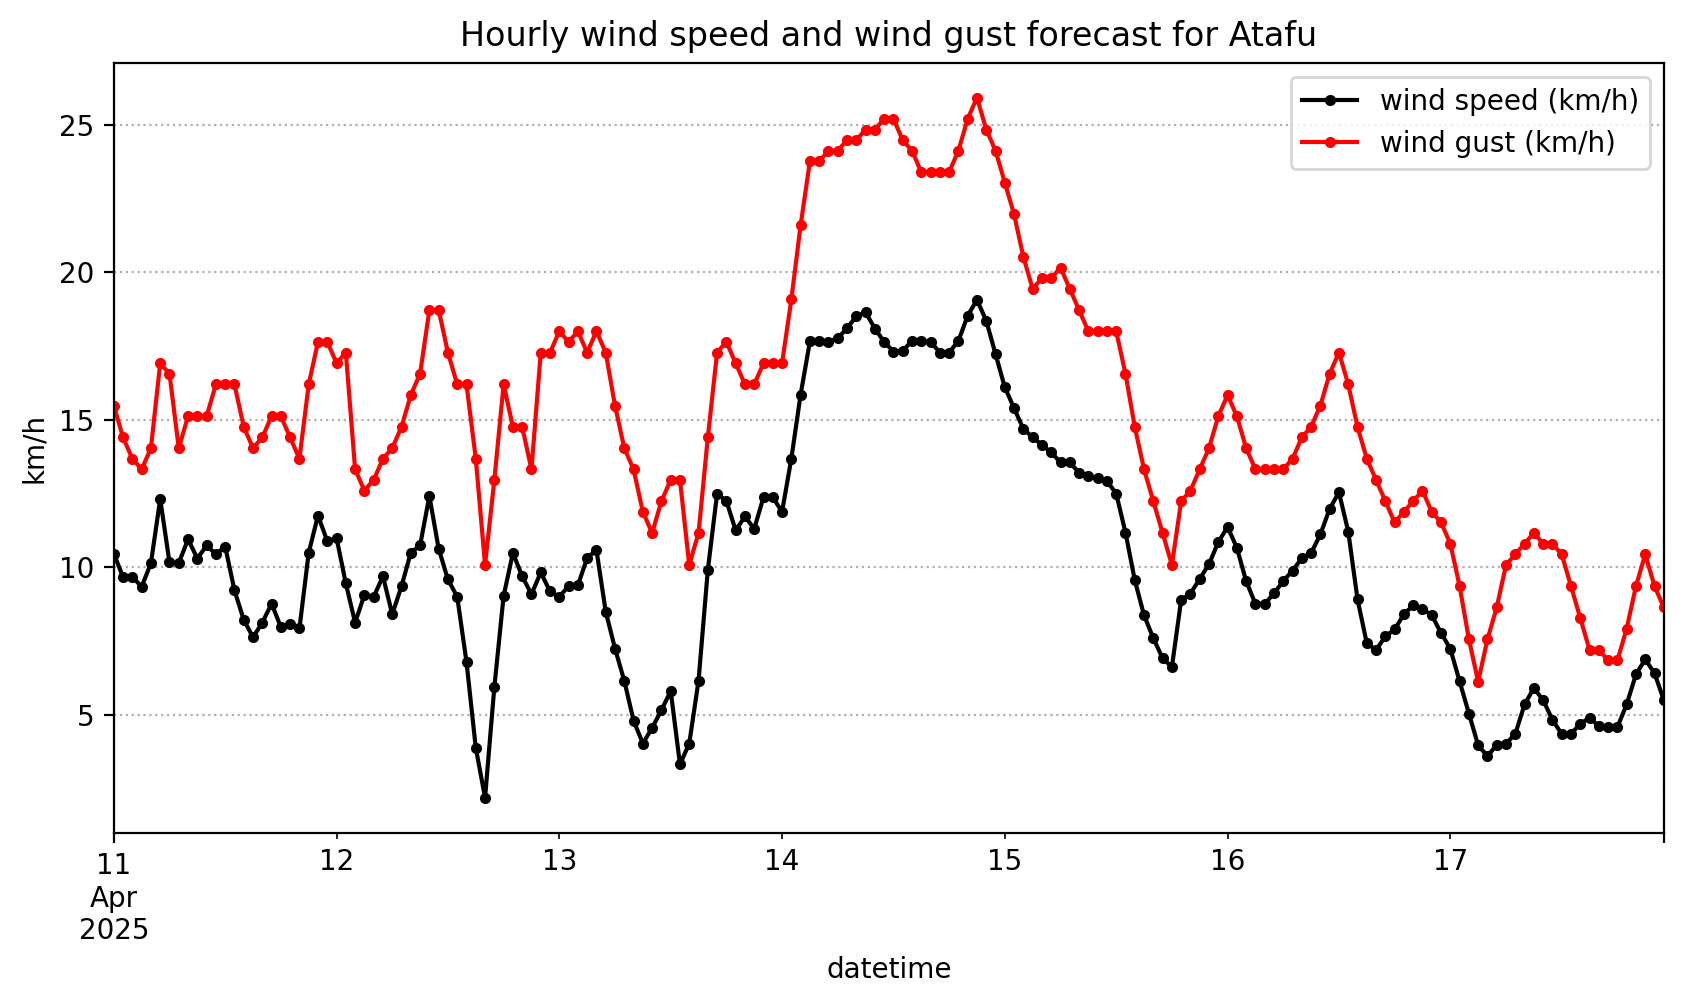 Hourly wind speed and wind gust forecast for Atafu
wind speed (km/h)
wind gust (km/h)
km/h
25
20
15
10
5
11
12
13
14
15
16
17
Apr
2025
datetime